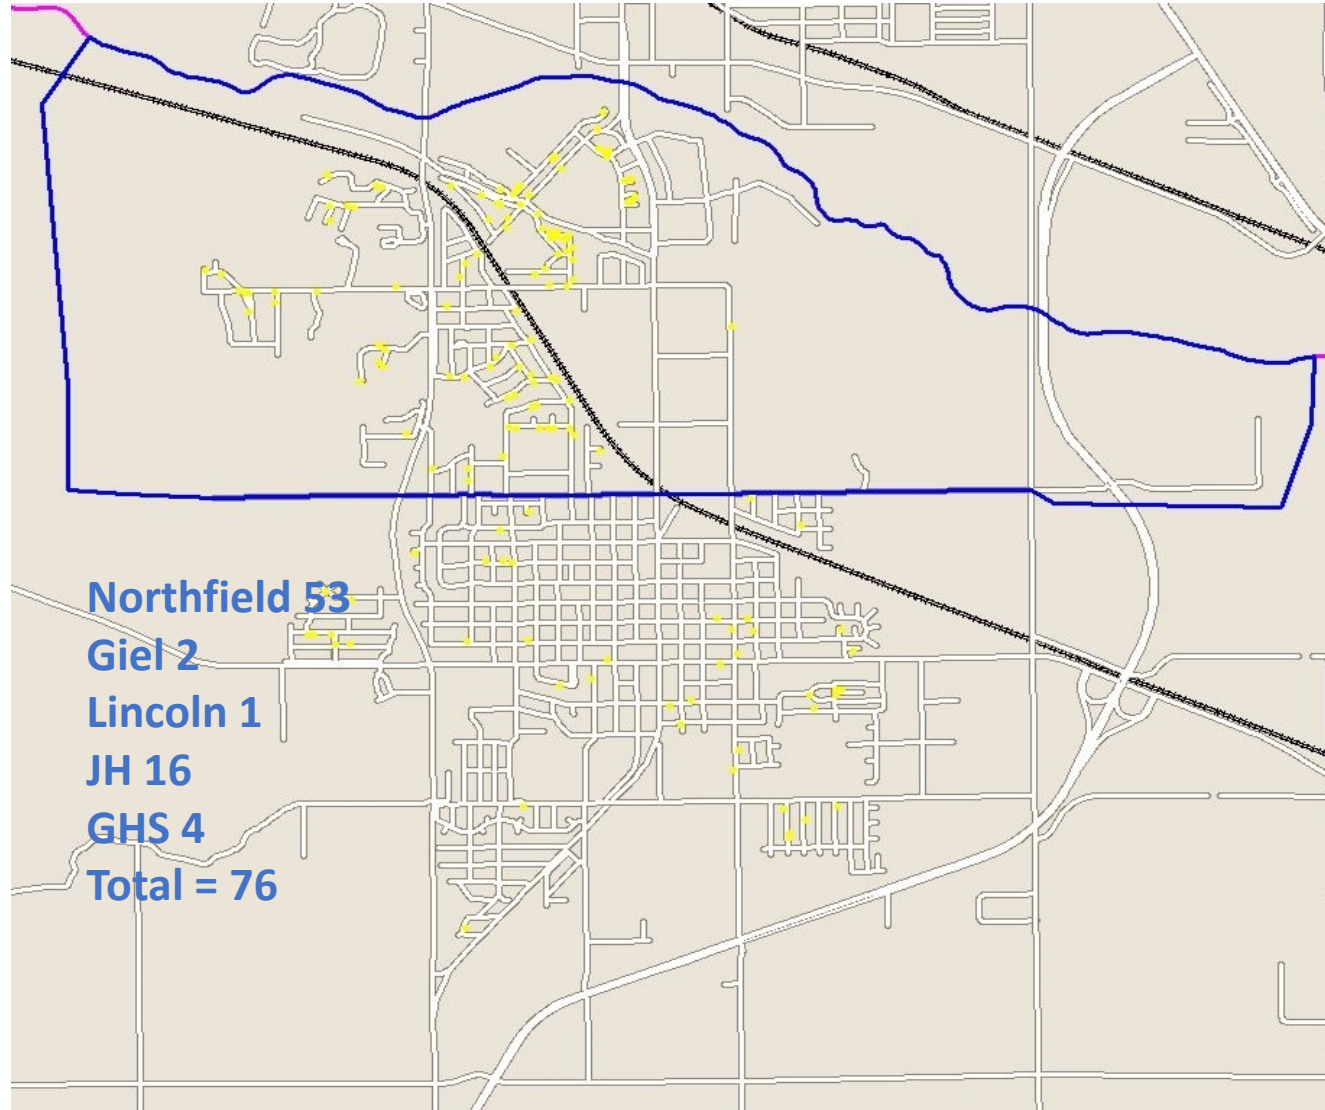 Northfield 53
Giel 2
Lincoln 1
JH 16
GHS 4
Total = 76